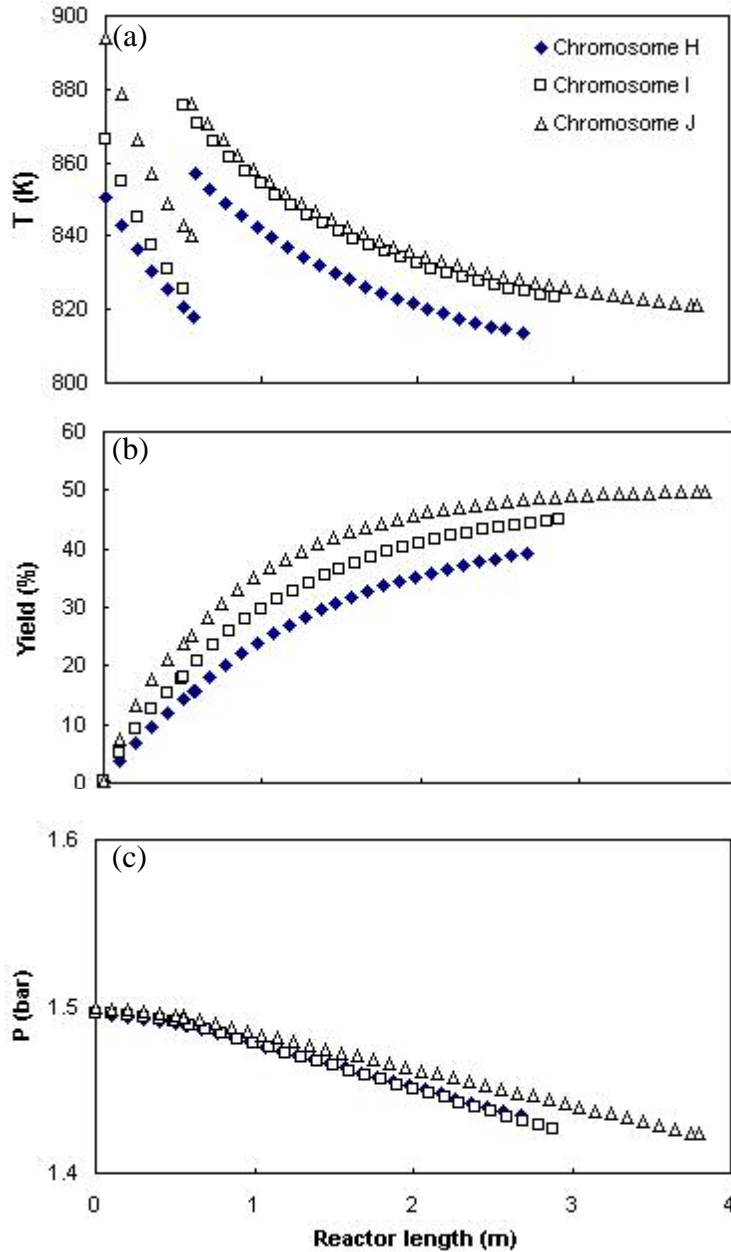 900
(a)
Chromosome H
880
Chromosome I
Chromosome J
860
T (K)
840
820
800
60
(b)
50
40
Yield (%)
30
20
10
0
1.6
(c)
P (bar)
1.5
1.4
0 1 2 3 4
Reactor length (m)